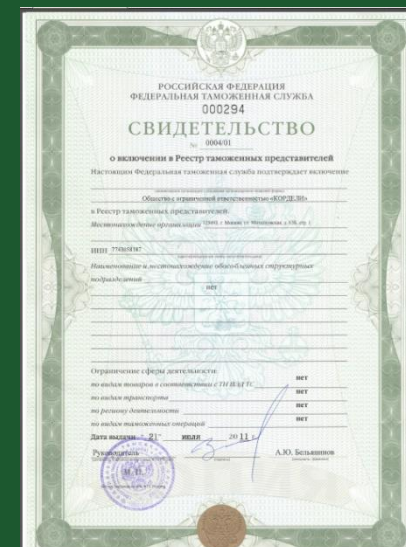 РОССИЙСКАЯ ФЕДЕРАЦИЯ
ФЕДЕРАЛЬНАЯ ТАМОЖЕННАЯ СЛУЖБА
000294
СВИДЕТЕЛЬСТВО
№ 0004/01
о включении в Реестр таможенных представителей
Настоящим Федеральная таможенная служба подтверждает включение
Общество с ограниченной ответственностью «КОРДЕЛИ»
в Реестр таможенных представителей.
Местонахождение организации
ИНН
Наименование и местонахождение обособленных структурных
подразделений
нет
Ограничение сферы деятельности:
по видам товаров в соответствии с ТН ВЭД ТС нет
по видам транспорта нет
по региону деятельности нет
по видам таможенных операций нет
Дата выдачи "21" июля 2011 г.
Руководитель А.Ю. Бельянинов
М.П.